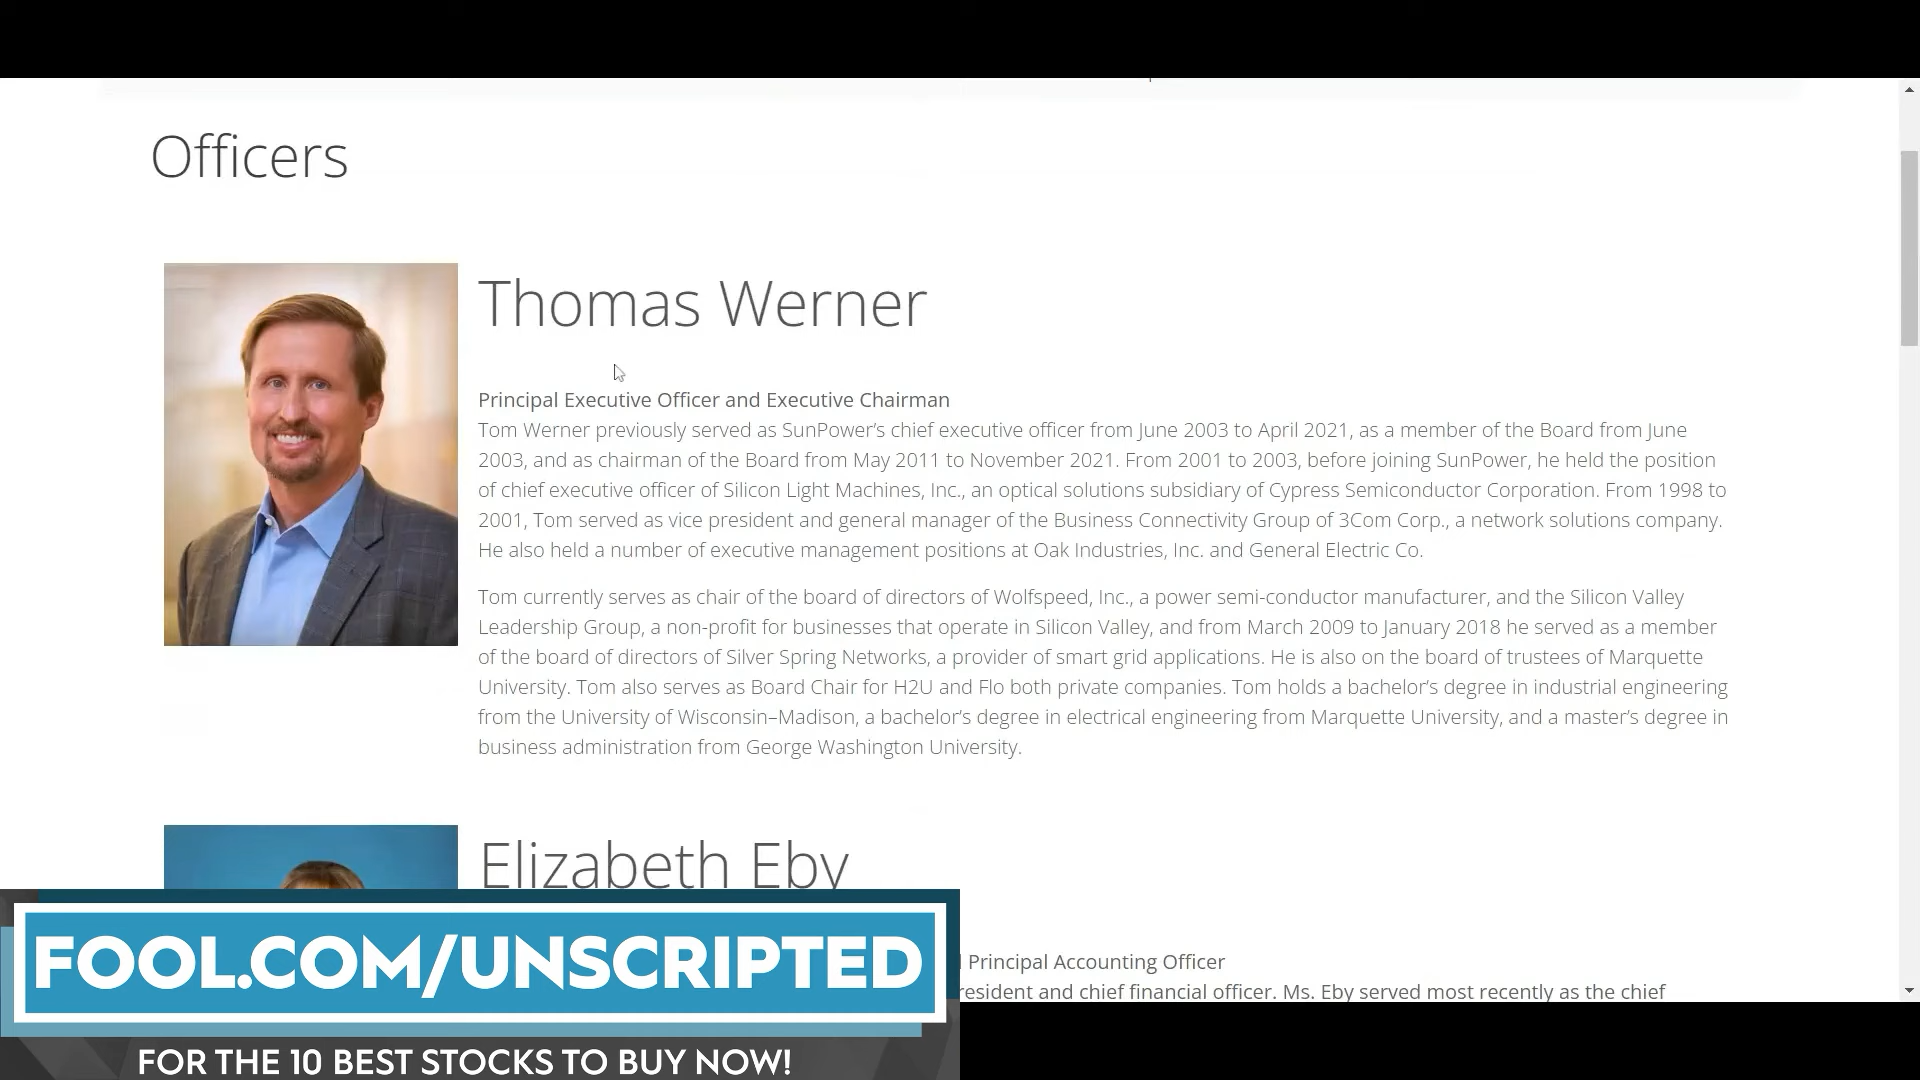 Officers
Thomas Werner
Principal Executive Officer and Executive Chairman
Tom Werner previously served as SunPower’s chief executive officer from June 2003 to April 2021, as a member of the Board from June
2003, and as chairman of the Board from May 2011 to November 2021. From 2001 to 2003, before joining SunPower, he held the position
of chief executive officer of Silicon Light Machines, Inc., an optical solutions subsidiary of Cypress Semiconductor Corporation. From 1998 to
2001, Tom served as vice president and general manager of the Business Connectivity Group of 3Com Corp., a network solutions company.
He also held a number of executive management positions at Oak Industries, Inc. and General Electric Co.
Tom currently serves as chair of the board of directors of Wolfspeed, Inc., a power semi-conductor manufacturer, and the Silicon Valley
Leadership Group, a non-profit for businesses that operate in Silicon Valley, and from March 2009 to January 2018 he served as a member
of the board of directors of Silver Spring Networks, a provider of smart grid applications. He is also on the board of trustees of Marquette
University. Tom also serves as Board Chair for H2U and Flo both private companies. Tom holds a bachelor’s degree in industrial engineering
from the University of Wisconsin–Madison, a bachelor’s degree in electrical engineering from Marquette University, and a master’s degree in
business administration from George Washington University.
Elizabeth Eby
Principal Accounting Officer
resident and chief financial officer. Ms. Eby served most recently as the chief
FOOL.COM/UNSCRIPTED
FOR THE 10 BEST STOCKS TO BUY NOW!